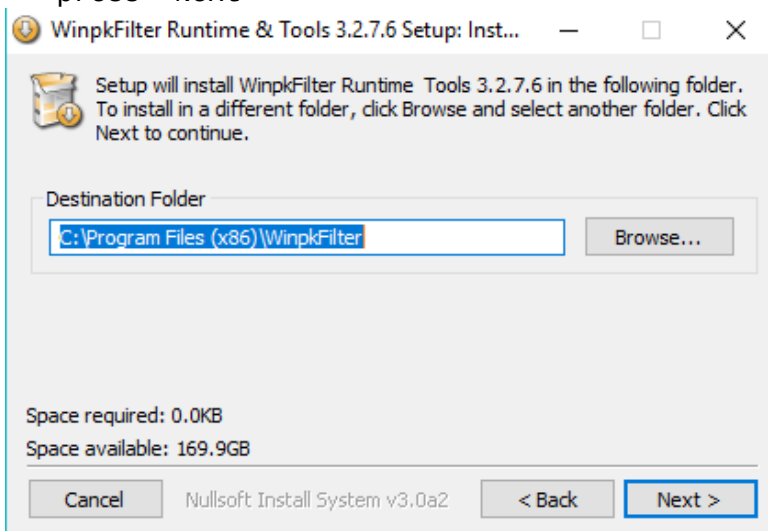 WinpkFilter Runtime & Tools 3.2.7.6 Setup: Inst...
Setup will install WinpkFilter Runtime  Tools 3.2.7.6 in the following folder.
To install in a different folder, click Browse and select another folder. Click
Next to continue.
Destination Folder
C:\Program Files (x86)\WinpkFilter
Browse...
Space required: 0.0KB
Space available: 169.9GB
Cancel
Nullsoft Install System v3.0a2
< Back
Next >